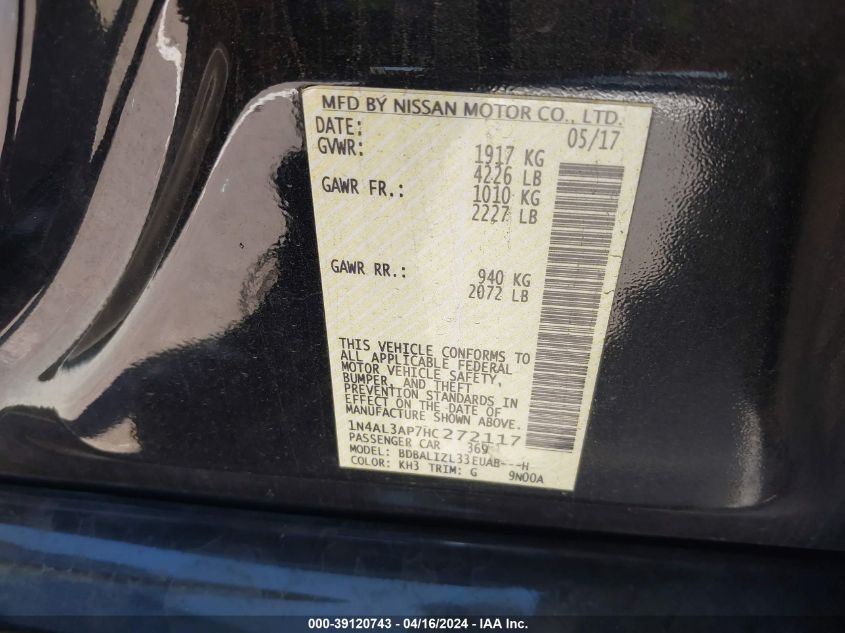 MFD BY NISSAN MOTOR CO., LTD.
DATE: 05/17
GVWR: 1917 KG
4226 LB
GAWR FR.: 1010 KG
2227 LB
GAWR RR.: 940 KG
2072 LB
THIS VEHICLE CONFORMS TO
ALL APPLICABLE FEDERAL
MOTOR VEHICLE SAFETY,
BUMPER, AND THEFT
PREVENTION STANDARDS IN
EFFECT ON THE DATE OF
MANUFACTURE SHOWN ABOVE.
1N4AL3AP7HC272117
PASSENGER CAR 369
MODEL: BDBALIZL33EUAB---H
COLOR: KH3 TRIM: G 9N00A
000-39120743 - 04/16/2024 - IAA Inc.